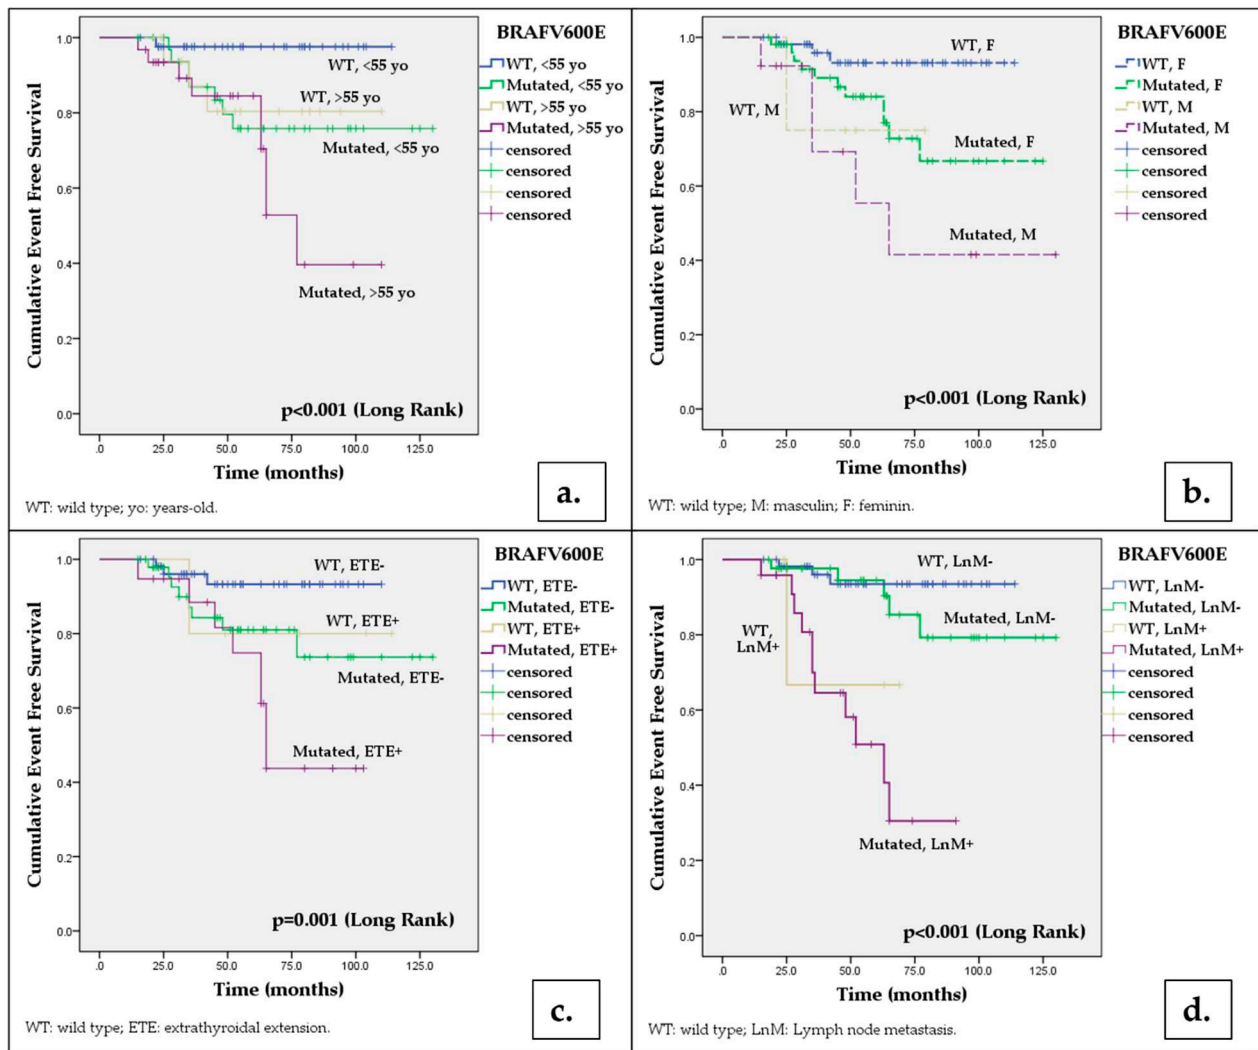 BRAFV600E
WT, <55 yo
Mutated, <55 yo
WT, >55 yo
Mutated, >55 yo
censored
censored
censored
censored
Cumulative Event Free Survival
1.0
0.8
0.6
0.4
0.2
0.0
WT, <55 yo
WT, >55 yo
Mutated, <55 yo
Mutated, >55 yo
p<0.001 (Long Rank)
.0 25.0 50.0 75.0 100.0 125.0
Time (months)
a.
WT: wild type; yo: years-old.
BRAFV600E
WT, F
Mutated, F
WT, M
Mutated, M
censored
censored
censored
censored
Cumulative Event Free Survival
1.0
0.8
0.6
0.4
0.2
0.0
WT, F
WT, M
Mutated, F
Mutated, M
p<0.001 (Long Rank)
.0 25.0 50.0 75.0 100.0 125.0
Time (months)
b.
WT: wild type; M: masculin; F: feminin.
BRAFV600E
WT, ETE-
Mutated, ETE-
WT, ETE+
Mutated, ETE+
censored
censored
censored
censored
Cumulative Event Free Survival
1.0
0.8
0.6
0.4
0.2
0.0
WT, ETE-
WT, ETE+
Mutated, ETE-
Mutated, ETE+
p=0.001 (Long Rank)
.0 25.0 50.0 75.0 100.0 125.0
Time (months)
c.
WT: wild type; ETE: extrathyroidal extension.
BRAFV600E
WT, LnM-
Mutated, LnM-
WT, LnM+
Mutated, LnM+
censored
censored
censored
censored
Cumulative Event Free Survival
1.0
0.8
0.6
0.4
0.2
0.0
WT, LnM-
Mutated, LnM-
WT,
LnM+
Mutated, LnM+
p<0.001 (Long Rank)
.0 25.0 50.0 75.0 100.0 125.0
Time (months)
d.
WT: wild type; LnM: Lymph node metastasis.